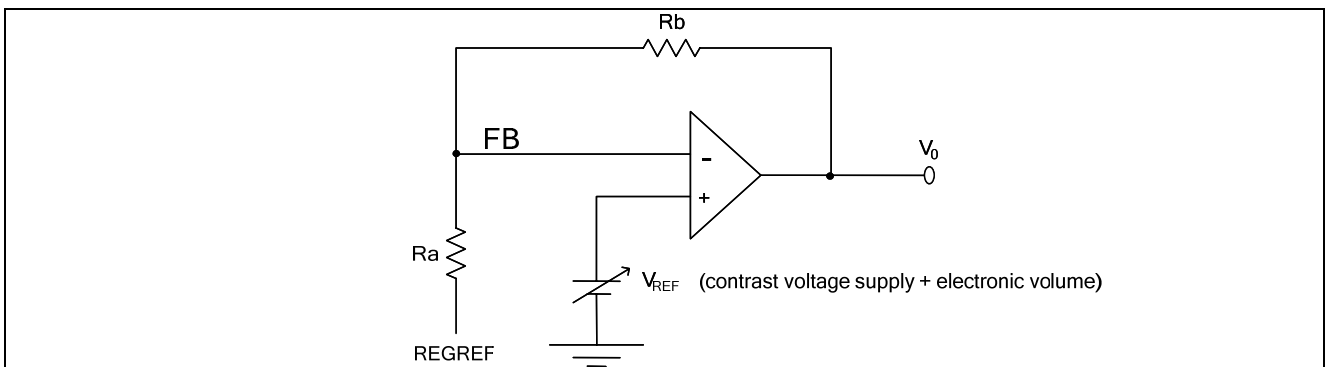 Rb
FB
-
V0
+
Ra
VREF (contrast voltage supply + electronic volume)
REGREF